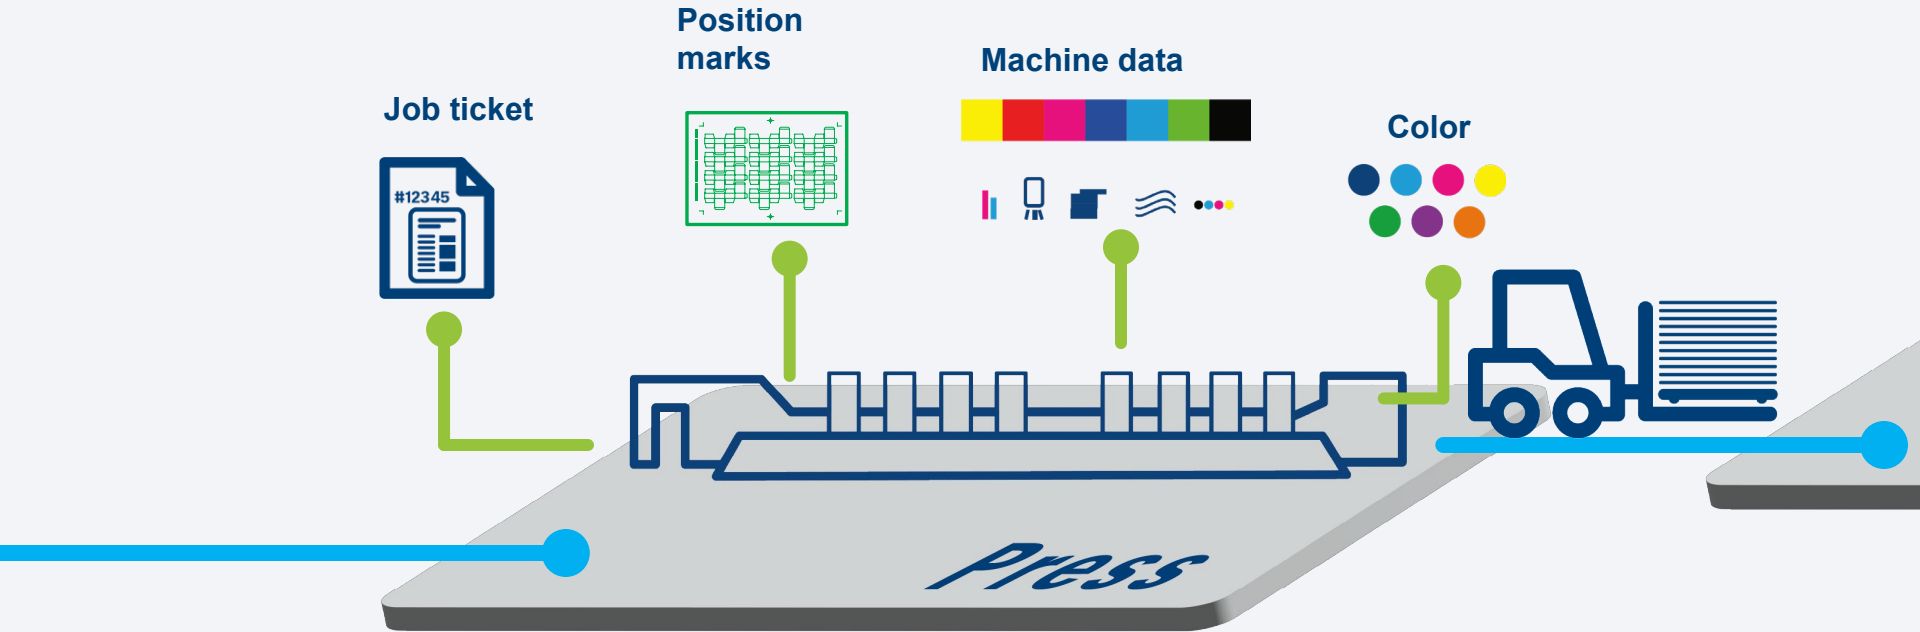 Position
marks
Machine data
Job ticket
Color
#12345
Press